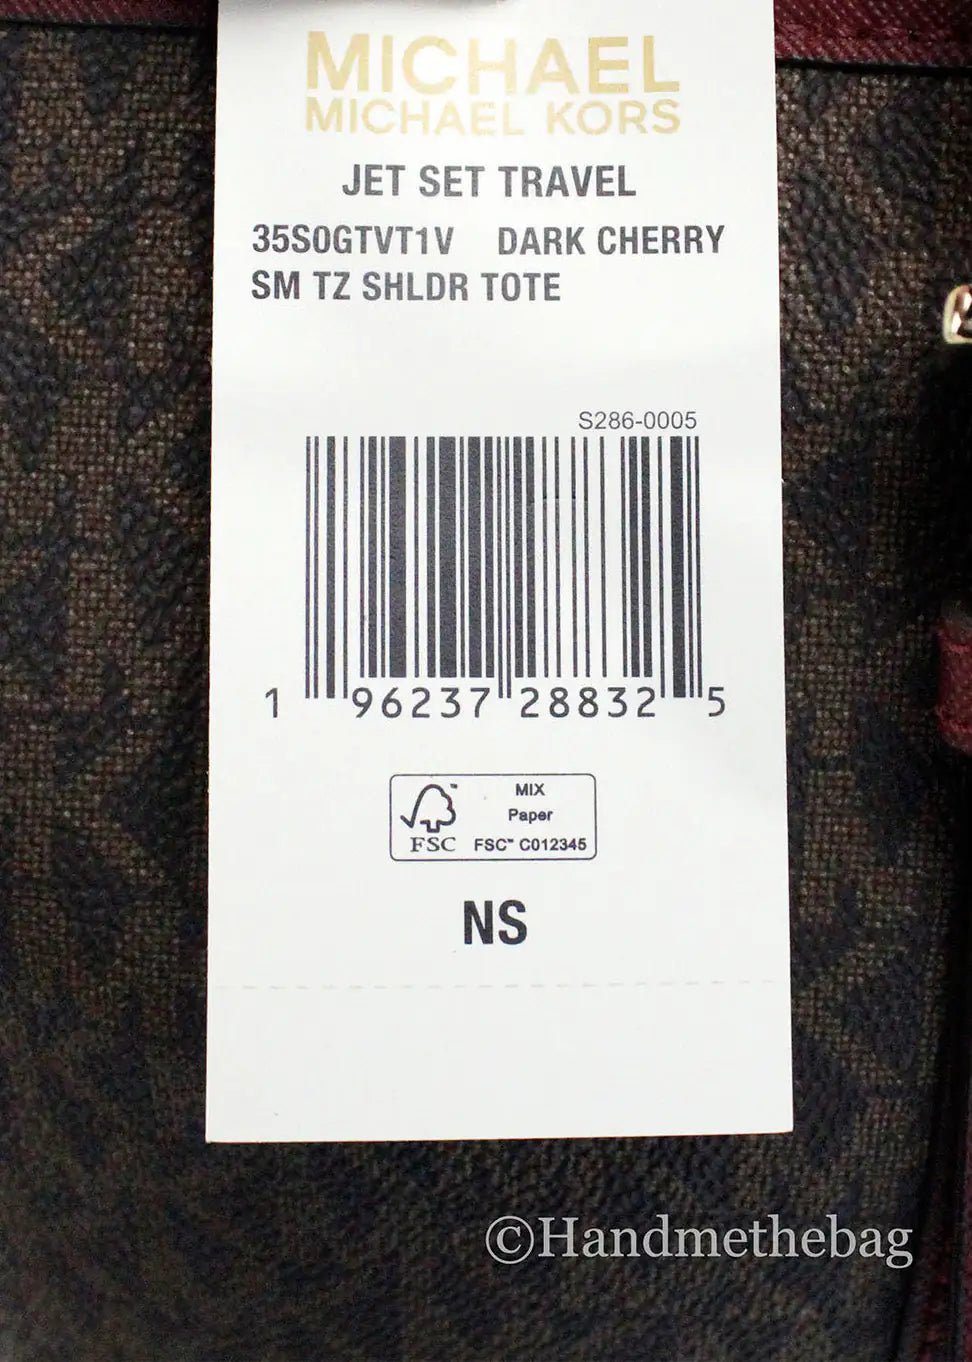 MICHAEL
MICHAEL KORS
JET SET TRAVEL
35S0GTVT1V DARK CHERRY
SM TZ SHLDR TOTE
S286-0005
1 96237 28832 5
MIX
Paper
FSC™ FSC™ C012345
NS
©Handmethebag